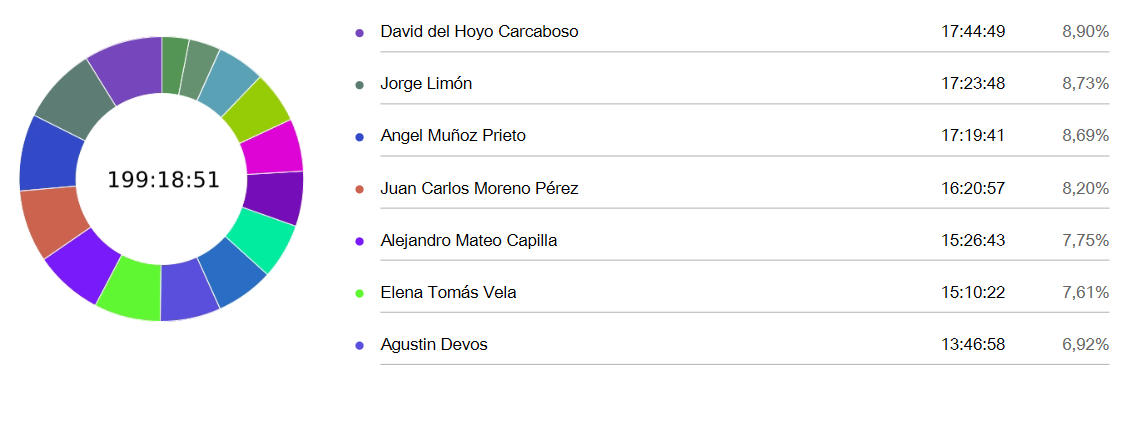 199:18:51
David del Hoyo Carcaboso 17:44:49 8,90%
Jorge Limón 17:23:48 8,73%
Angel Muñoz Prieto 17:19:41 8,69%
Juan Carlos Moreno Pérez 16:20:57 8,20%
Alejandro Mateo Capilla 15:26:43 7,75%
Elena Tomás Vela 15:10:22 7,61%
Agustin Devos 13:46:58 6,92%